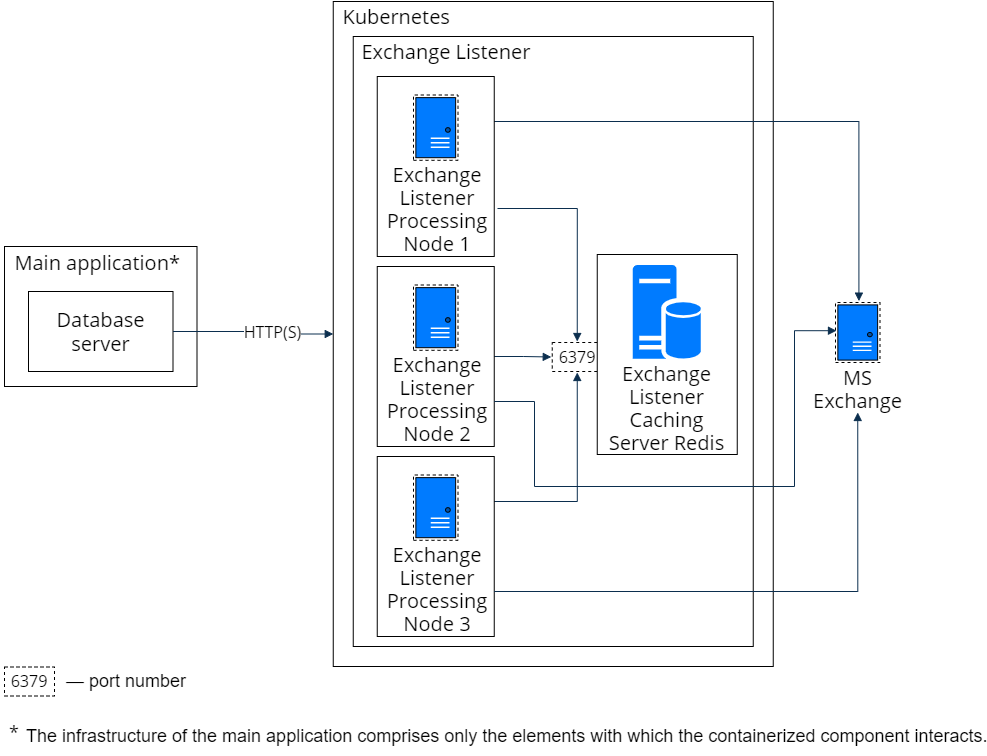 Kubernetes
Exchange Listener
Exchange
Listener
Processing
Node 1
Main application*
Database
server
HTTP(S)
Exchange
Listener
Processing
Node 2
6379
Exchange
Listener
Caching
Server Redis
MS
Exchange
Exchange
Listener
Processing
Node 3
6379 — port number
* The infrastructure of the main application comprises only the elements with which the containerized component interacts.